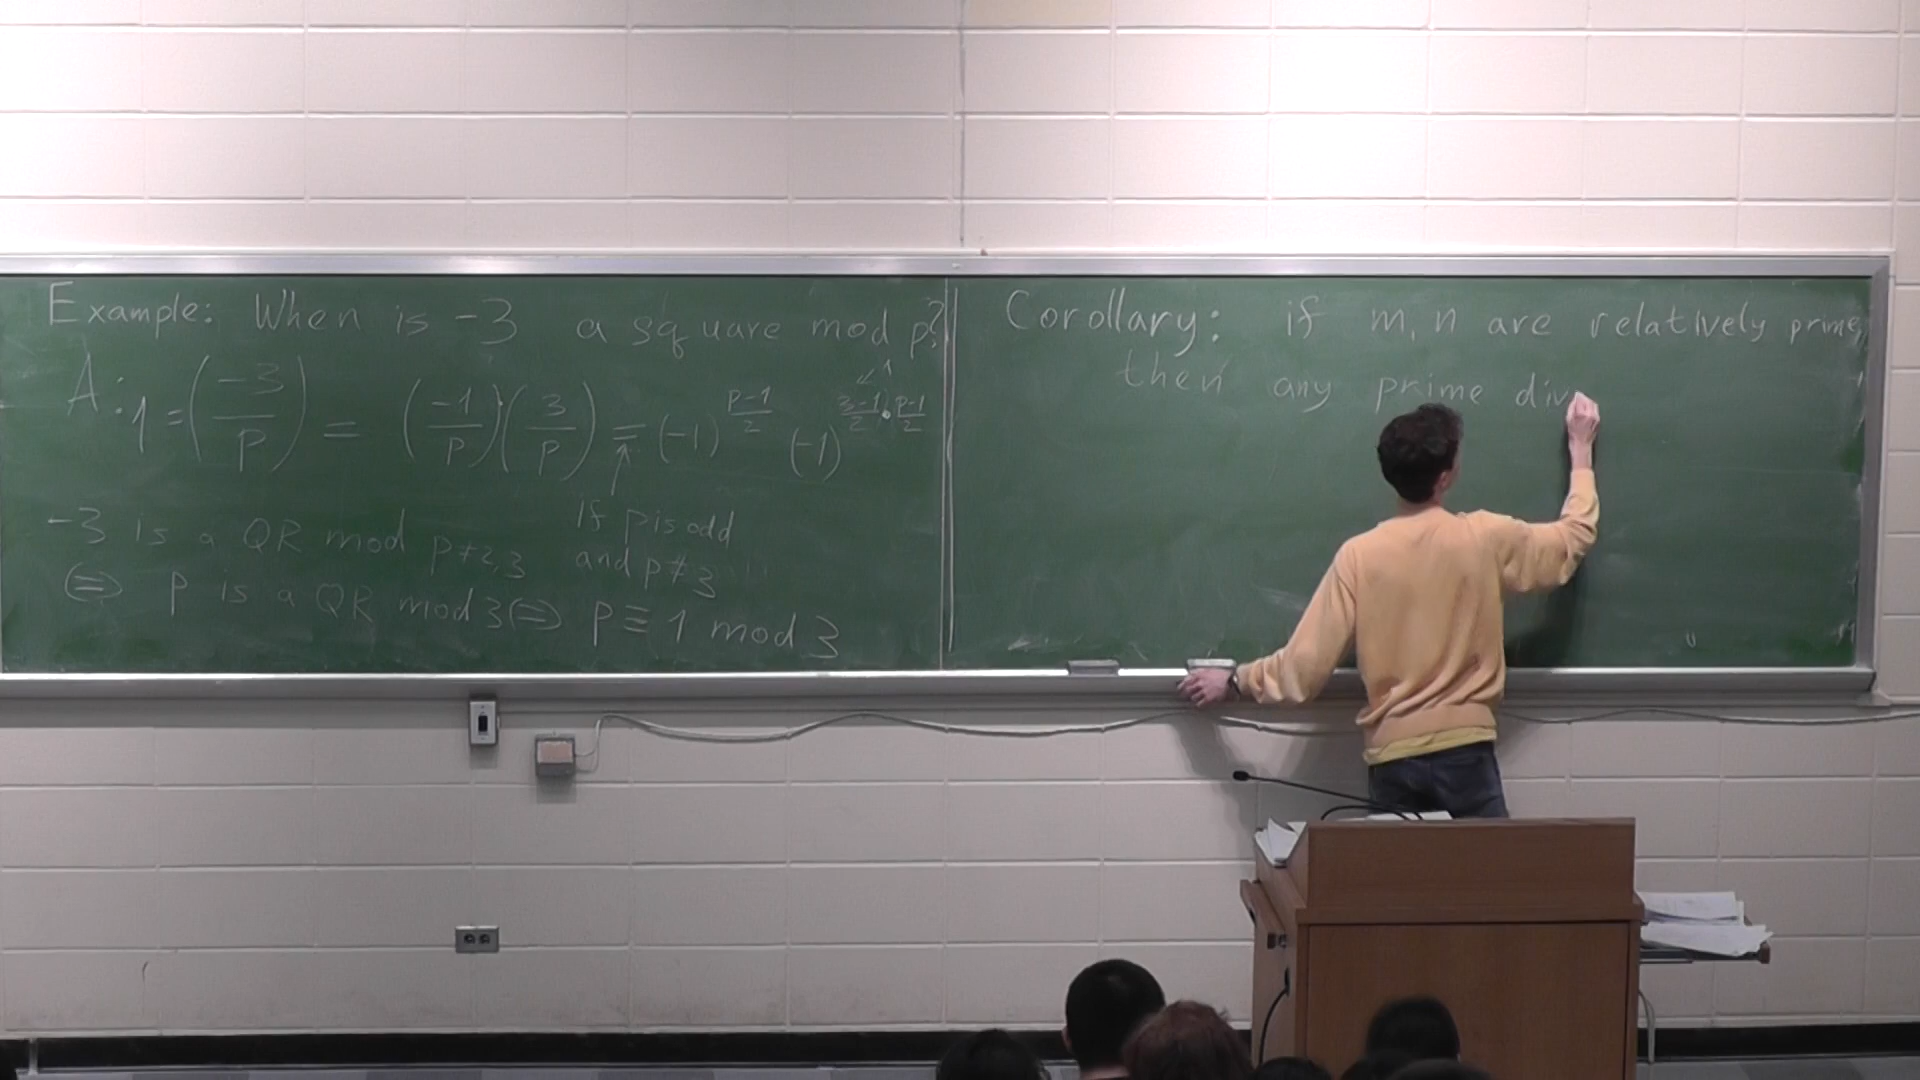 Example: When is -3 a square mod p?
A: 1 = (-3/p) = (-1/p)(3/p) = (-1)^{p-1/2} (-1)^{3-1/2 · p-1/2}
↙1
↑
If p is odd
and p≠3
-3 is a QR mod p≠2,3
⇔ p is a QR mod 3 ⇔ p ≡ 1 mod 3
Corollary: if m, n are relatively prime,
then any prime div